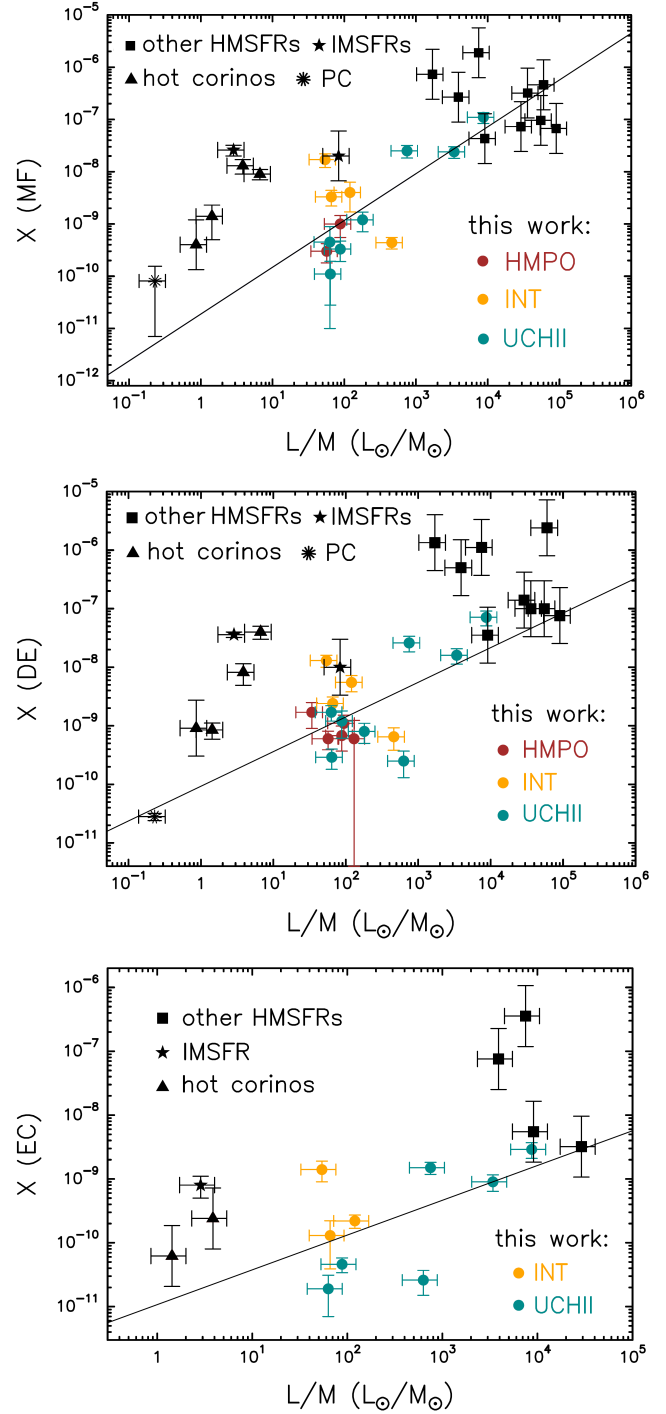 10⁻⁵
other HMSFRs IMSFRs
10⁻⁶
hot corinos PC
10⁻⁷
10⁻⁸
X (MF)
10⁻⁹
this work:
HMPO
10⁻¹⁰
INT
10⁻¹¹
UCHII
10⁻¹²
10⁻¹ 1 10¹ 10² 10³ 10⁴ 10⁵ 10⁶
L/M (L⊙/M⊙)
10⁻⁵
other HMSFRs IMSFRs
10⁻⁶
hot corinos PC
10⁻⁷
10⁻⁸
X (DE)
10⁻⁹
this work:
HMPO
10⁻¹⁰
INT
UCHII
10⁻¹¹
10⁻¹ 1 10¹ 10² 10³ 10⁴ 10⁵ 10⁶
L/M (L⊙/M⊙)
10⁻⁶
other HMSFRs
IMSFR
10⁻⁷
hot corinos
10⁻⁸
X (EC)
10⁻⁹
10⁻¹⁰
this work:
INT
10⁻¹¹
UCHII
1 10¹ 10² 10³ 10⁴ 10⁵
L/M (L⊙/M⊙)